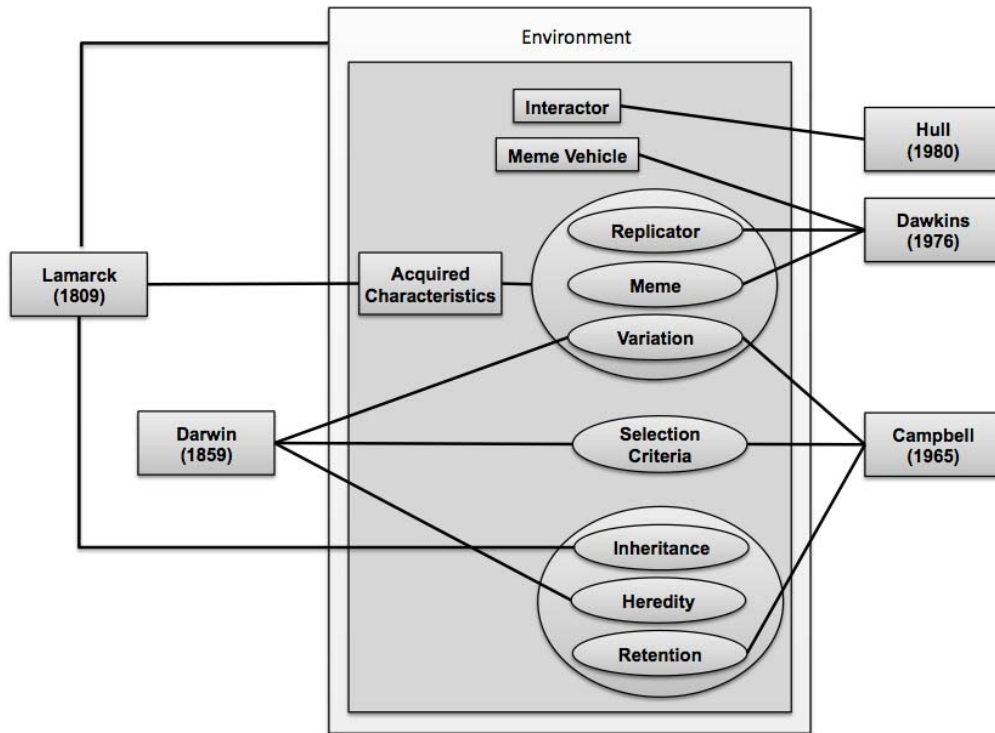 Environment
Interactor
Hull
(1980)
Meme Vehicle
Dawkins
(1976)
Replicator
Lamarck
(1809)
Acquired
Characteristics
Meme
Variation
Darwin
(1859)
Selection
Criteria
Campbell
(1965)
Inheritance
Heredity
Retention